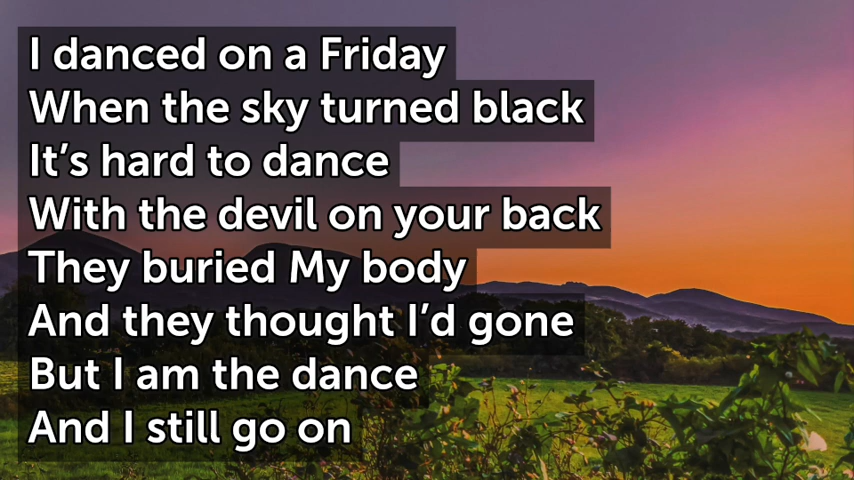 I danced on a Friday
When the sky turned black
It’s hard to dance
With the devil on your back
They buried My body
And they thought I’d gone
But I am the dance
And I still go on